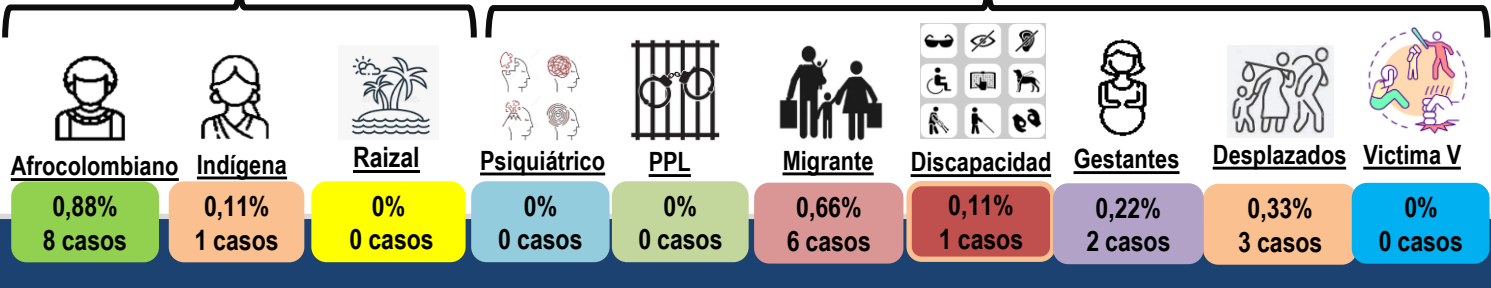 Afrocolombiano
0,88%
8 casos
Indígena
0,11%
1 casos
Raizal
0%
0 casos
Psiquiátrico
0%
0 casos
PPL
0%
0 casos
Migrante
0,66%
6 casos
Discapacidad
0,11%
1 casos
Gestantes
0,22%
2 casos
Desplazados
0,33%
3 casos
Victima V
0%
0 casos